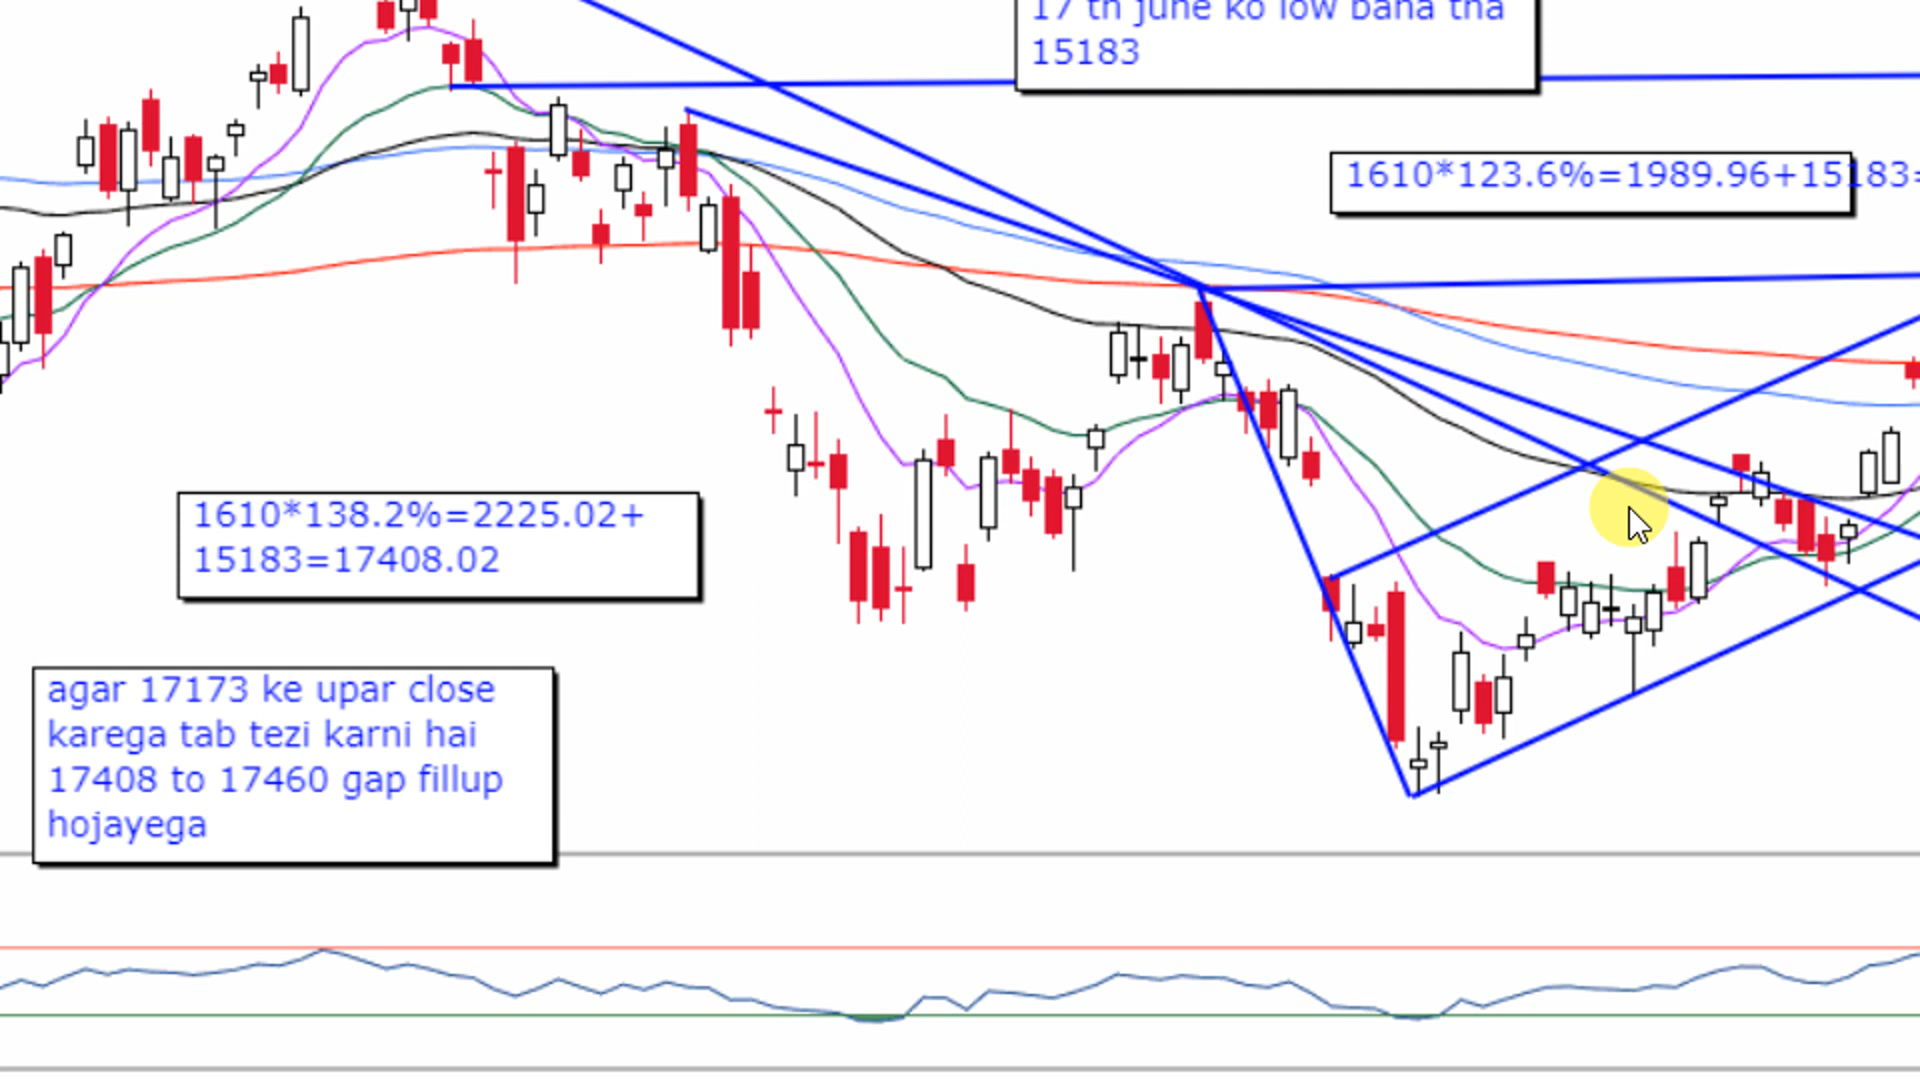 17 th june ko low bana tha
15183
1610*123.6%=1989.96+15183=
1610*138.2%=2225.02+
15183=17408.02
agar 17173 ke upar close
karega tab tezi karni hai
17408 to 17460 gap fillup
hojayega